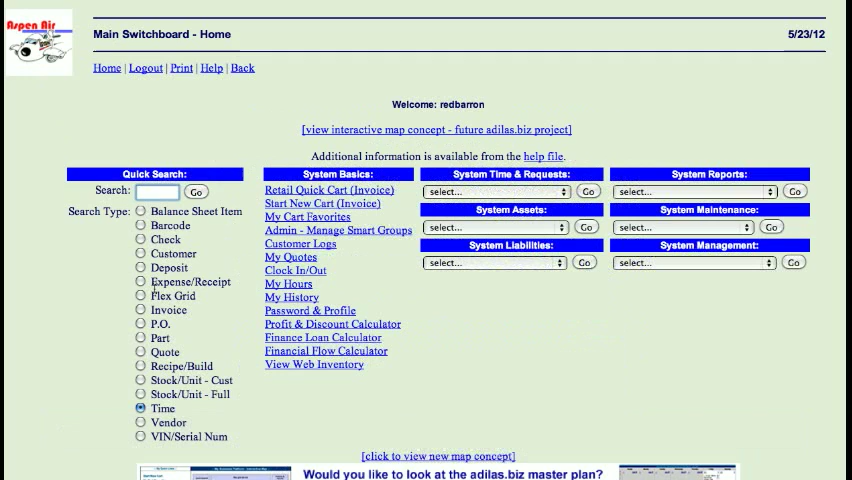 Aspen Air
Main Switchboard - Home
5/23/12
Home | Logout | Print | Help | Back
Welcome: redbarron
[view interactive map concept - future adilas.biz project]
Additional information is available from the help file.
Quick Search:
Search:
Go
Search Type:
Balance Sheet Item
Barcode
Check
Customer
Deposit
Expense/Receipt
Flex Grid
Invoice
P.O.
Part
Quote
Recipe/Build
Stock/Unit - Cust
Stock/Unit - Full
Time
Vendor
VIN/Serial Num
System Basics:
Retail Quick Cart (Invoice)
Start New Cart (Invoice)
My Cart Favorites
Admin - Manage Smart Groups
Customer Logs
My Quotes
Clock In/Out
My Hours
My History
Password & Profile
Profit & Discount Calculator
Finance Loan Calculator
Financial Flow Calculator
View Web Inventory
System Time & Requests:
select...
Go
System Assets:
select...
Go
System Liabilities:
select...
Go
System Reports:
select...
Go
System Maintenance:
select...
Go
System Management:
select...
Go
[click to view new map concept]
Would you like to look at the adilas.biz master plan?